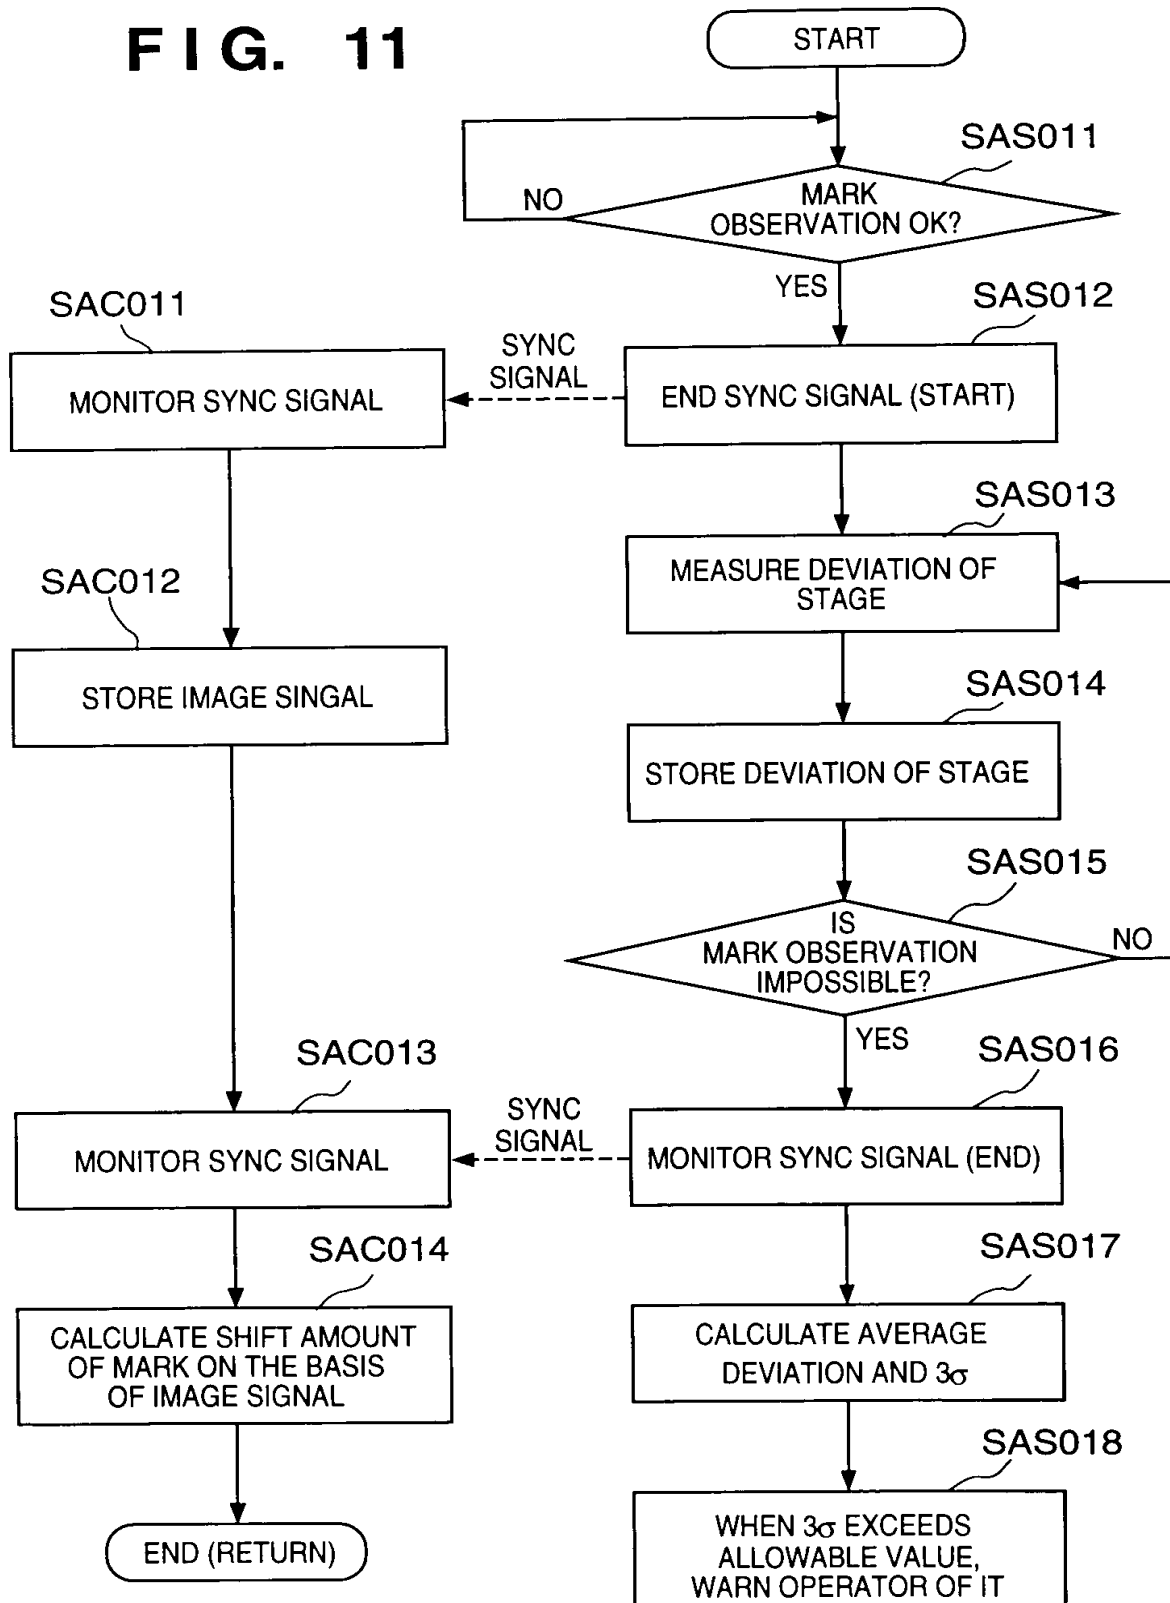 FIG. 11
START
SAS011
MARK
OBSERVATION OK?
NO
YES
SAS012
END SYNC SIGNAL (START)
SYNC
SIGNAL
SAC011
MONITOR SYNC SIGNAL
SAS013
MEASURE DEVIATION OF
STAGE
SAC012
STORE IMAGE SINGAL
SAS014
STORE DEVIATION OF STAGE
SAS015
IS
MARK OBSERVATION
IMPOSSIBLE?
NO
YES
SAS016
MONITOR SYNC SIGNAL (END)
SYNC
SIGNAL
SAC013
MONITOR SYNC SIGNAL
SAC014
CALCULATE SHIFT AMOUNT
OF MARK ON THE BASIS
OF IMAGE SIGNAL
END (RETURN)
SAS017
CALCULATE AVERAGE
DEVIATION AND 3σ
SAS018
WHEN 3σ EXCEEDS
ALLOWABLE VALUE,
WARN OPERATOR OF IT